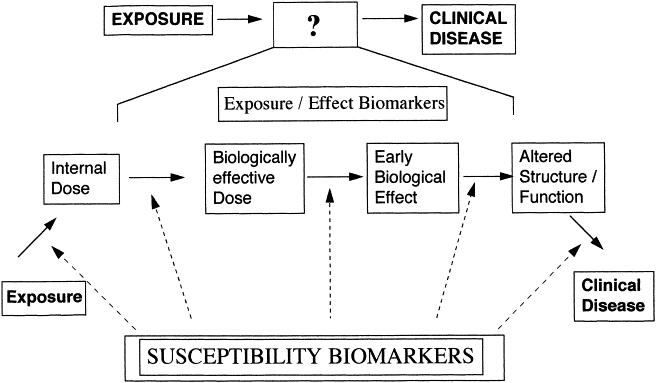 EXPOSURE
?
CLINICAL
DISEASE
Exposure / Effect Biomarkers
Internal
Dose
Biologically
effective
Dose
Early
Biological
Effect
Altered
Structure /
Function
Exposure
Clinical
Disease
SUSCEPTIBILITY BIOMARKERS